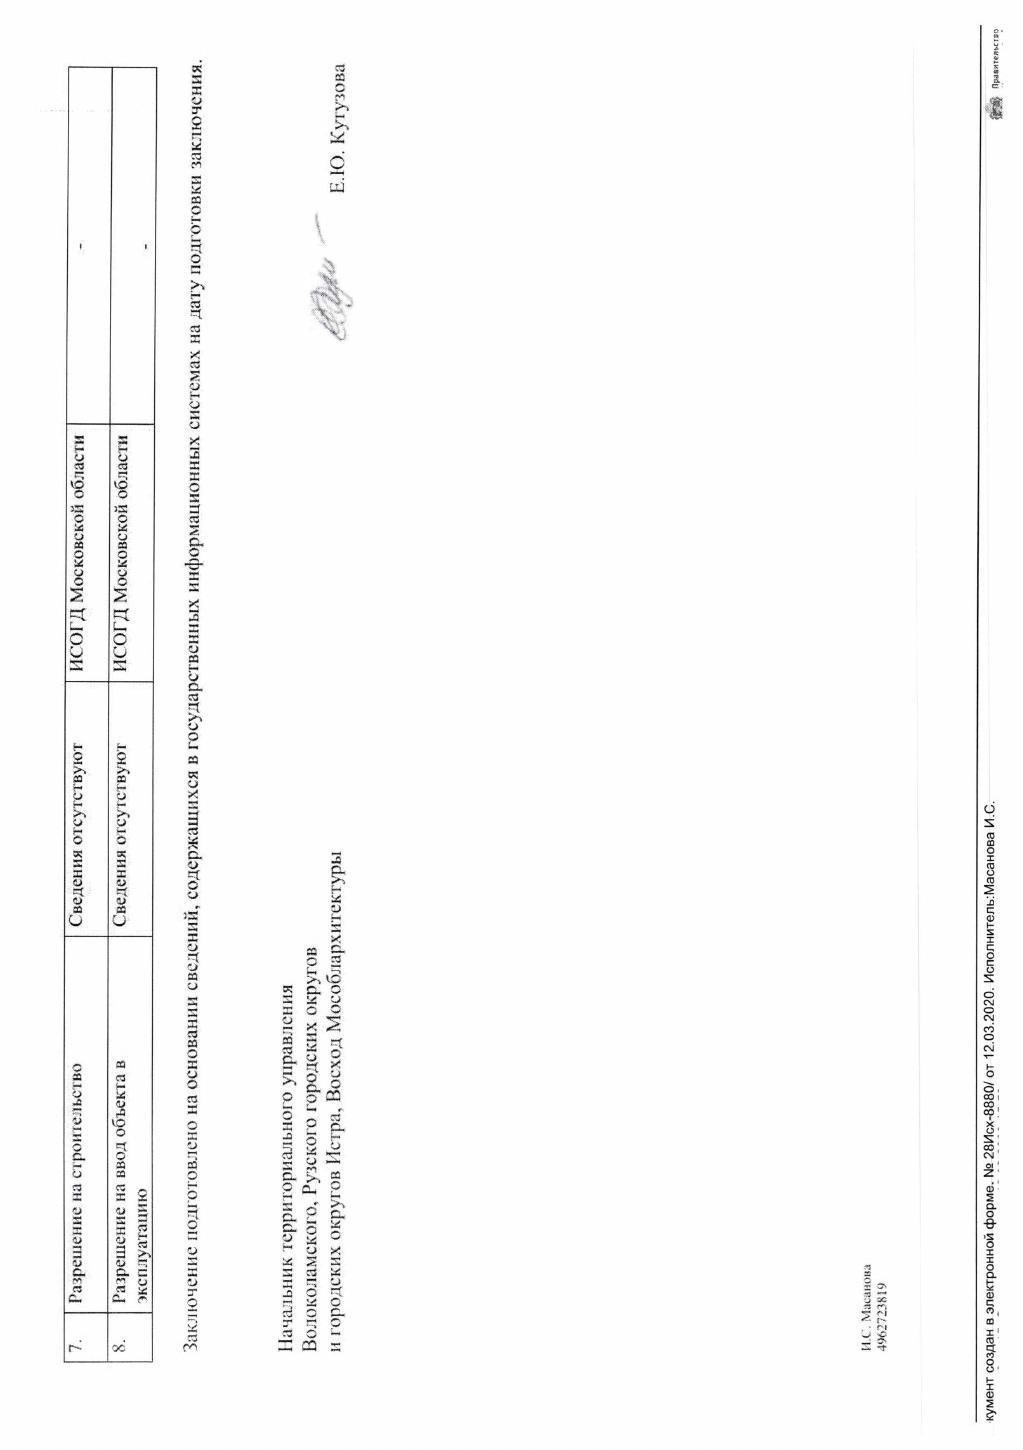 7. Разрешение на строительство Сведения отсутствуют ИСОГД Московской области -
8. Разрешение на ввод объекта в Сведения отсутствуют ИСОГД Московской области -
эксплуатацию
Заключение подготовлено на основании сведений, содержащихся в государственных информационных системах на дату подготовки заключения.
Начальник территориального управления
Волоколамского, Рузского городских округов
и городских округов Истра, Восход Мособлархитектуры Е.Ю. Кутузова
И.С. Масанова
4962723819
кумент создан в электронной форме. № 28Исх-8880/ от 12.03.2020. Исполнитель:Масанова И.С.
Правительство